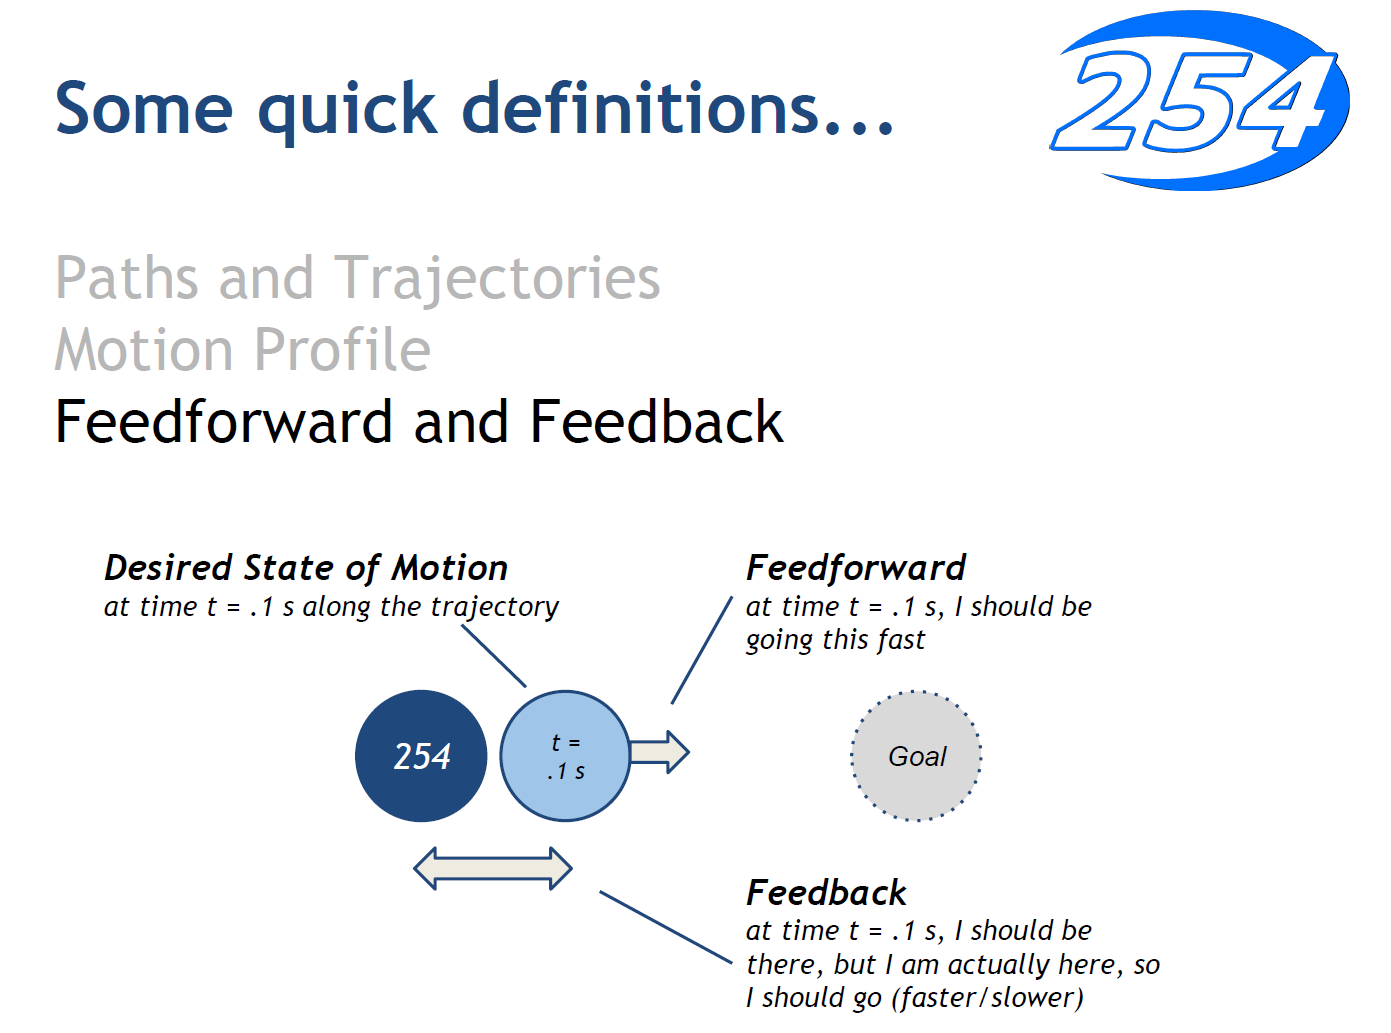 Some quick definitions...
254
Paths and Trajectories
Motion Profile
Feedforward and Feedback
Desired State of Motion
at time t = .1 s along the trajectory
Feedforward
at time t = .1 s, I should be
going this fast
254
t =
.1 s
Goal
Feedback
at time t = .1 s, I should be
there, but I am actually here, so
I should go (faster/slower)